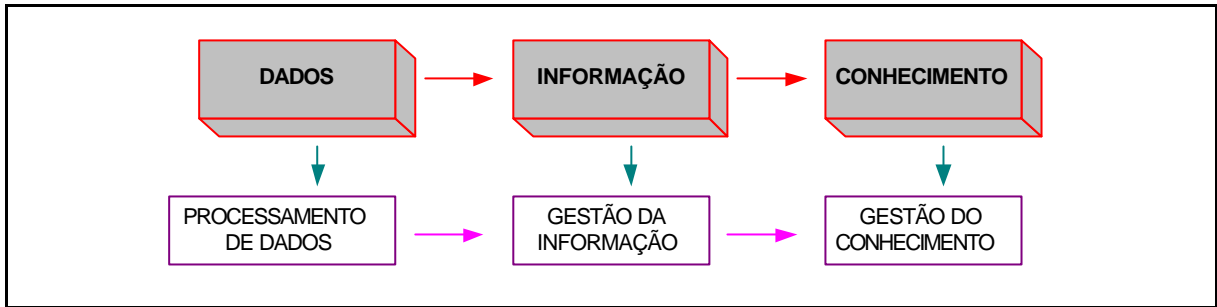 DADOS
INFORMAÇÃO
CONHECIMENTO
PROCESSAMENTO
DE DADOS
GESTÃO DA
INFORMAÇÃO
GESTÃO DO
CONHECIMENTO